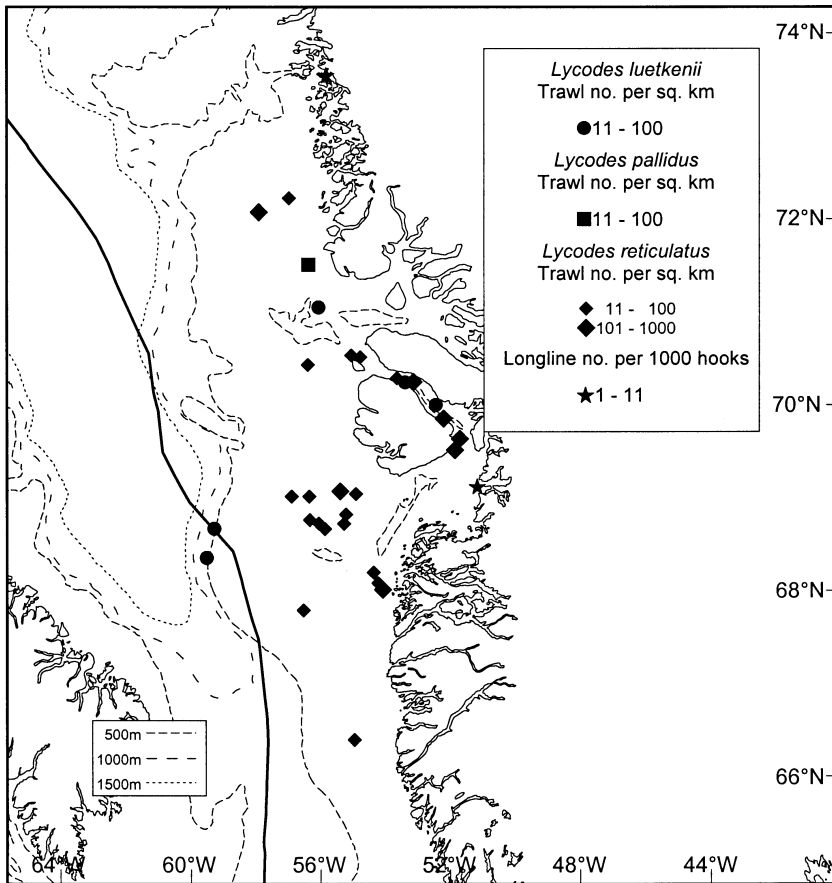 74°N
Lycodes luetkenii
Trawl no. per sq. km
11 - 100
Lycodes pallidus
Trawl no. per sq. km
11 - 100
72°N
Lycodes reticulatus
Trawl no. per sq. km
11 - 100
101 - 1000
Longline no. per 1000 hooks
1 - 11
70°N
68°N
500m
1000m
1500m
66°N
64°W 60°W 56°W 52°W 48°W 44°W